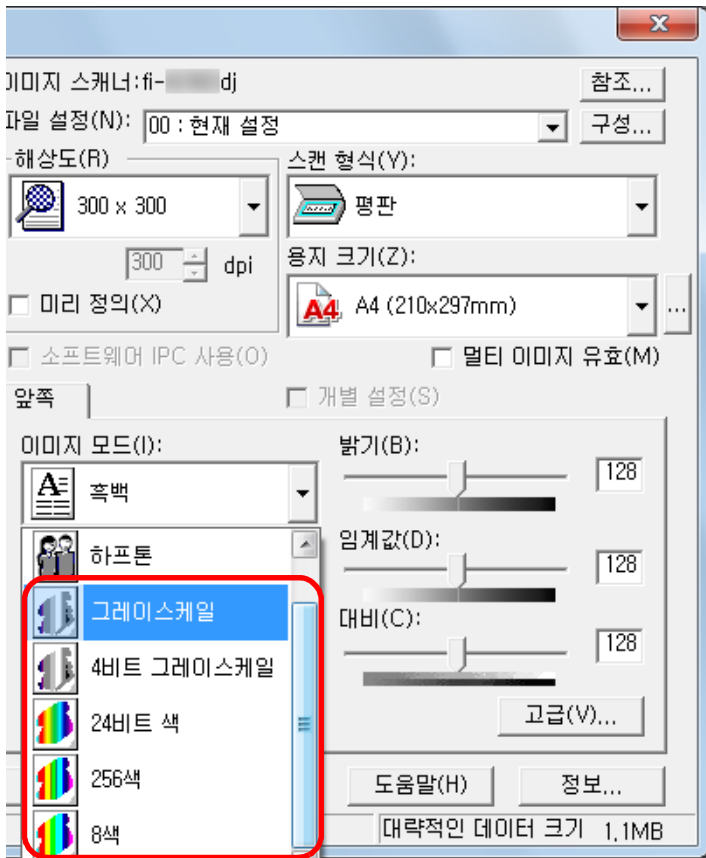 이미지 스캐너:fi- dj
참조...
파일 설정(N):
00 : 현재 설정
구성...
해상도(R)
스캔 형식(Y):
300 x 300
평판
300
dpi
용지 크기(Z):
미리 정의(X)
A4
A4 (210x297mm)
...
소프트웨어 IPC 사용(O)
멀티 이미지 유효(M)
앞쪽
개별 설정(S)
이미지 모드(I):
밝기(B):
A
흑백
128
하프톤
임계값(D):
128
그레이스케일
대비(C):
128
4비트 그레이스케일
24비트 색
고급(V)...
256색
도움말(H)
정보...
8색
대략적인 데이터 크기
1,1MB